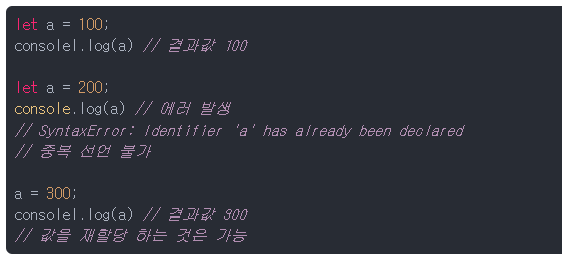 let a = 100;
consolel.log(a) // 결과값 100
let a = 200;
console.log(a) // 에러 발생
// SyntaxError: Identifier 'a' has already been declared
// 중복 선언 불가
a = 300;
consolel.log(a) // 결과값 300
// 값을 재할당 하는 것은 가능